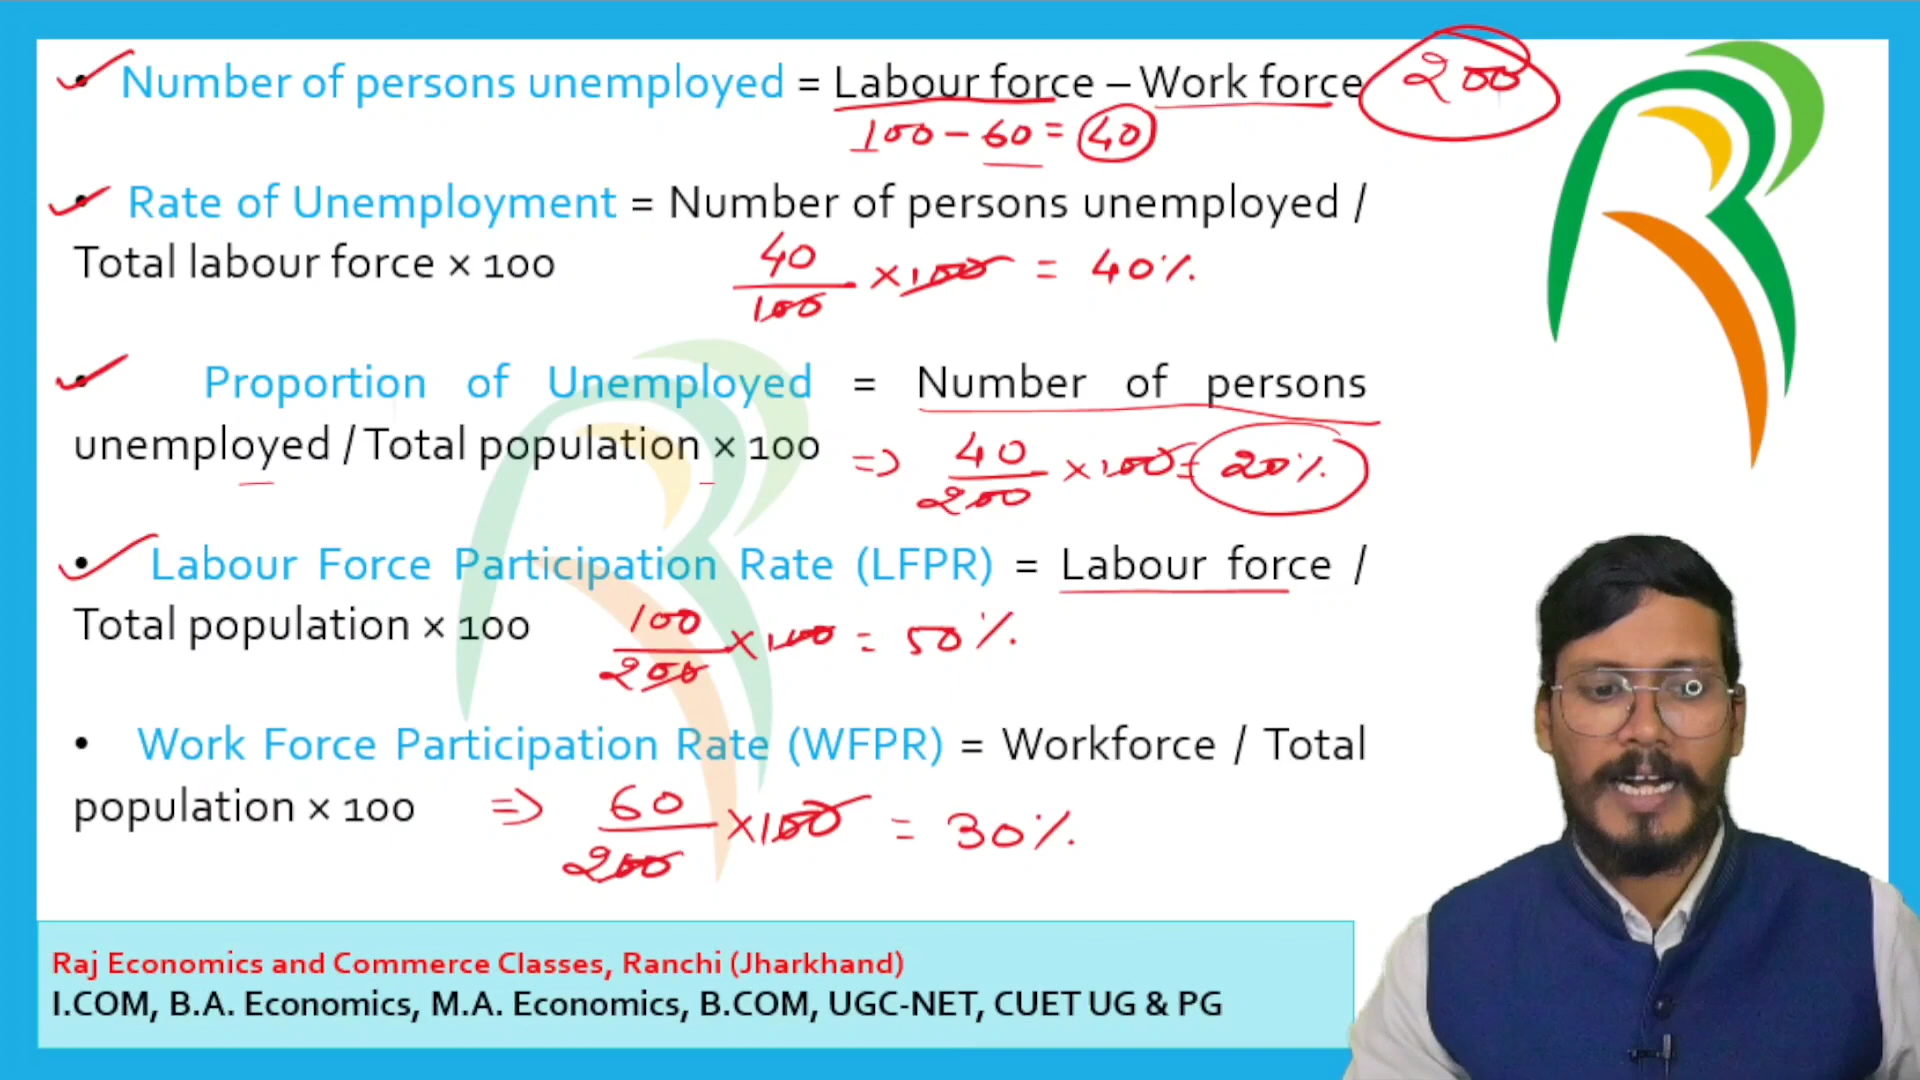 • Number of persons unemployed = Labour force – Work force 200
100 - 60 = 40
• Rate of Unemployment = Number of persons unemployed /
Total labour force × 100
40/100 × 100 = 40%
• Proportion of Unemployed = Number of persons
unemployed / Total population × 100
=> 40/200 × 100 = 20%
• Labour Force Participation Rate (LFPR) = Labour force /
Total population × 100
100/200 × 100 = 50%
• Work Force Participation Rate (WFPR) = Workforce / Total
population × 100
=> 60/200 × 100 = 30%
Raj Economics and Commerce Classes, Ranchi (Jharkhand)
I.COM, B.A. Economics, M.A. Economics, B.COM, UGC-NET, CUET UG & PG